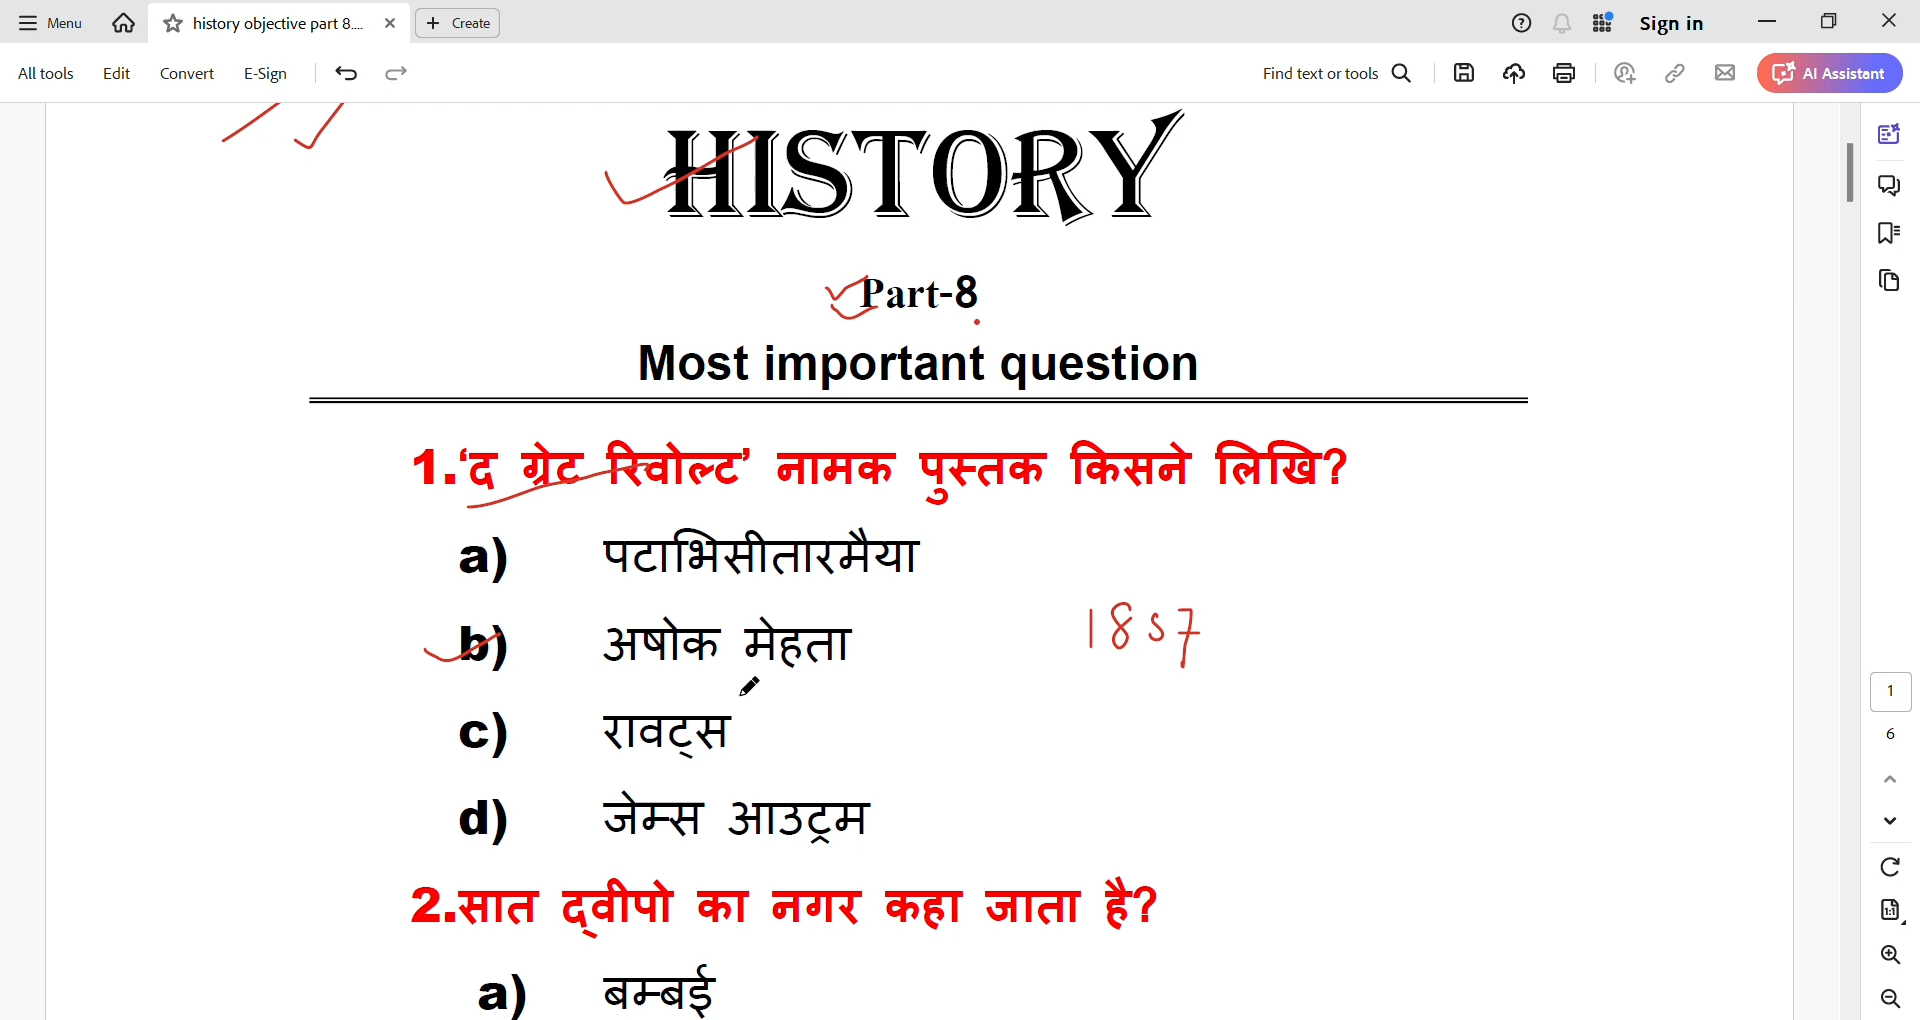 Menu
history objective part 8....
Create
Sign in
All tools
Edit
Convert
E-Sign
Find text or tools
AI Assistant
HISTORY
Part-8
Most important question
1.‘द ग्रेट रिवोल्ट’ नामक पुस्तक किसने लिखि?
a) पटाभिसीतारमैया
b) अषोक मेहता
1857
c) रावट्स
d) जेम्स आउट्रम
2.सात द्वीपो का नगर कहा जाता है?
a) बम्बई
1
6
1:1